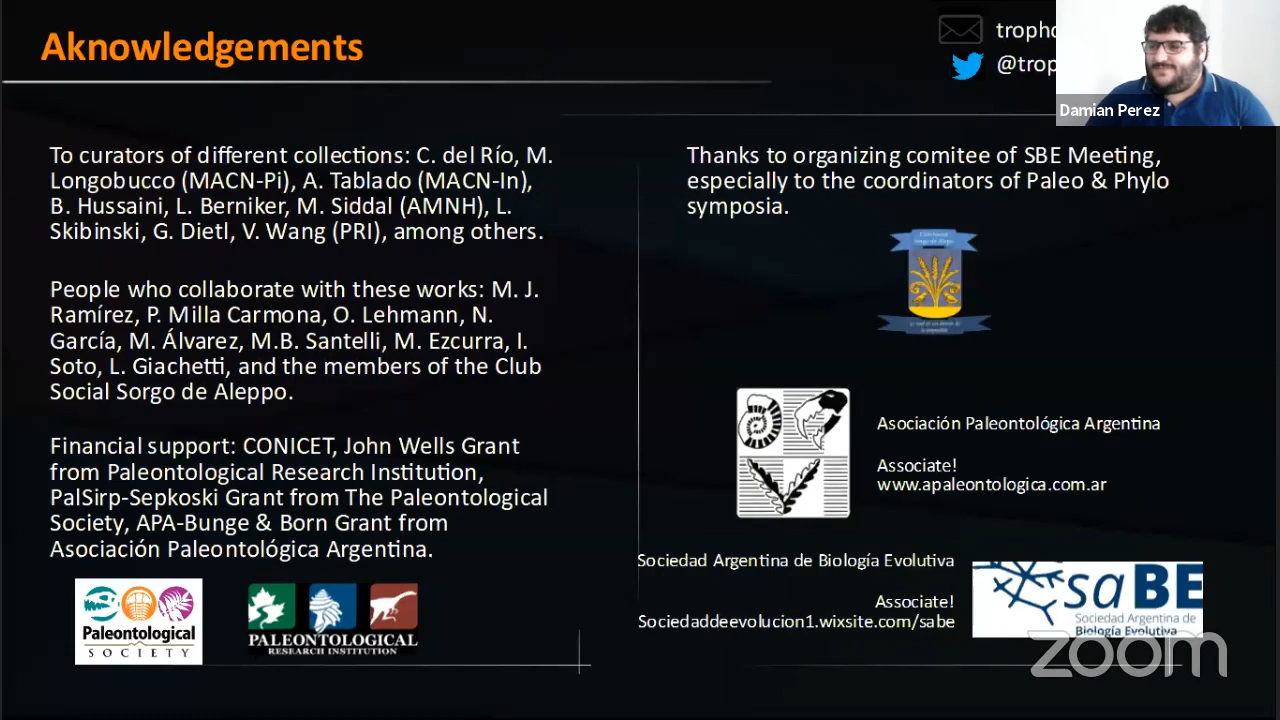 Aknowledgements
@trop
Damian Perez
To curators of different collections: C. del Río, M.
Longobucco (MACN-Pi), A. Tablado (MACN-In),
B. Hussaini, L. Berniker, M. Siddal (AMNH), L.
Skibinski, G. Dietl, V. Wang (PRI), among others.
People who collaborate with these works: M. J.
Ramírez, P. Milla Carmona, O. Lehmann, N.
García, M. Álvarez, M.B. Santelli, M. Ezcurra, I.
Soto, L. Giachetti, and the members of the Club
Social Sorgo de Aleppo.
Financial support: CONICET, John Wells Grant
from Paleontological Research Institution,
PalSirp-Sepkoski Grant from The Paleontological
Society, APA-Bunge & Born Grant from
Asociación Paleontológica Argentina.
Paleontological
SOCIETY
PALEONTOLOGICAL
RESEARCH INSTITUTION
Thanks to organizing comitee of SBE Meeting,
especially to the coordinators of Paleo & Phylo
symposia.
Asociación Paleontológica Argentina
Associate!
www.apaleontologica.com.ar
Sociedad Argentina de Biología Evolutiva
Associate!
Sociedaddeevolucion1.wixsite.com/sabe
saBE
Sociedad Argentina de
Biología Evolutiva
zoom